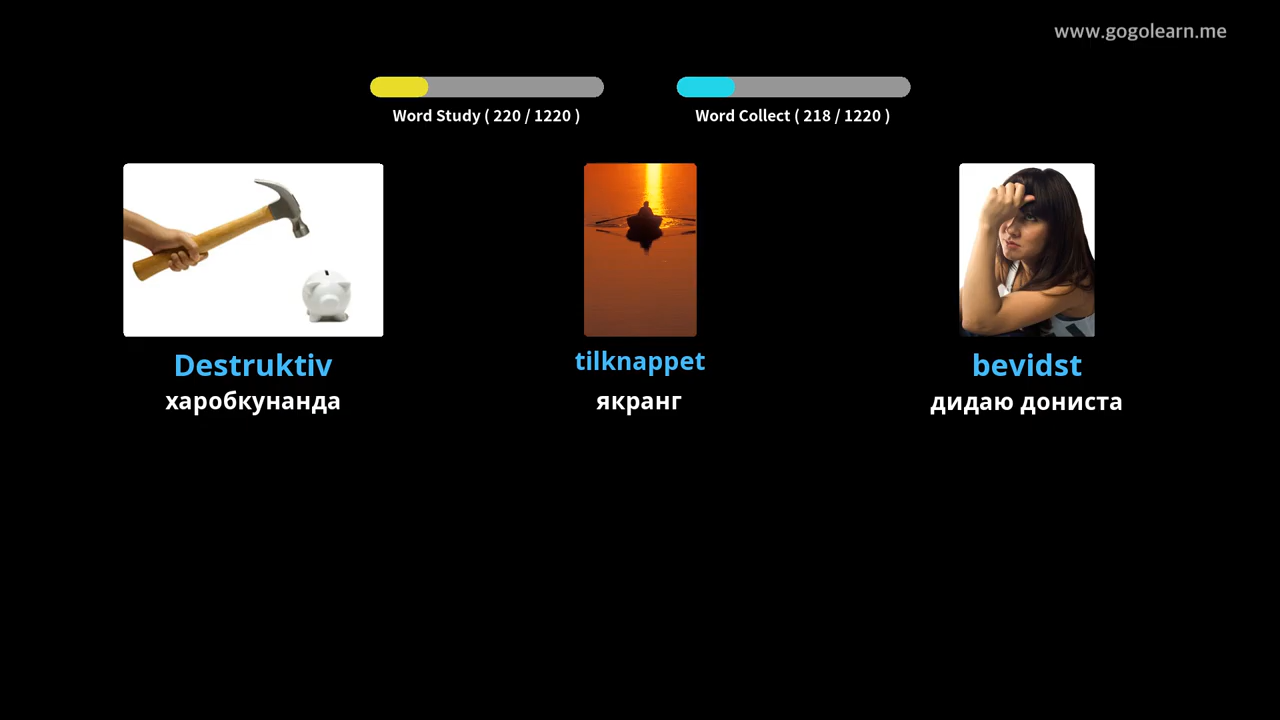 www.gogolearn.me
Word Study ( 220 / 1220 )
Word Collect ( 218 / 1220 )
Destruktiv
харобкунанда
tilknappet
якранг
bevidst
дидаю дониста